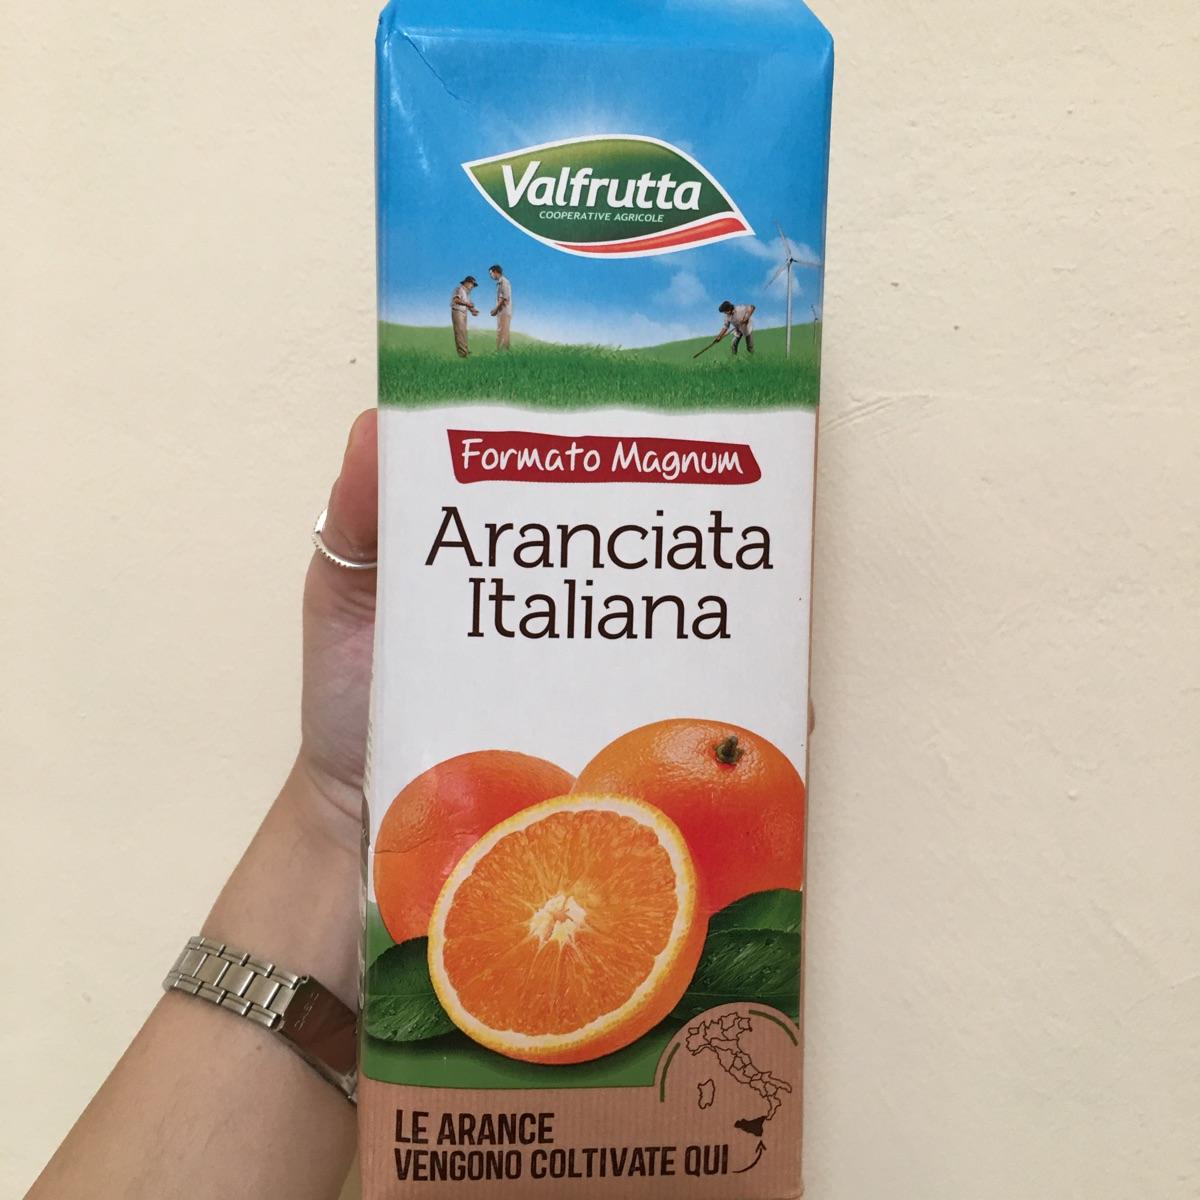 Valfrutta
COOPERATIVE AGRICOLE
Formato Magnum
Aranciata
Italiana
LE ARANCE
VENGONO COLTIVATE QUI